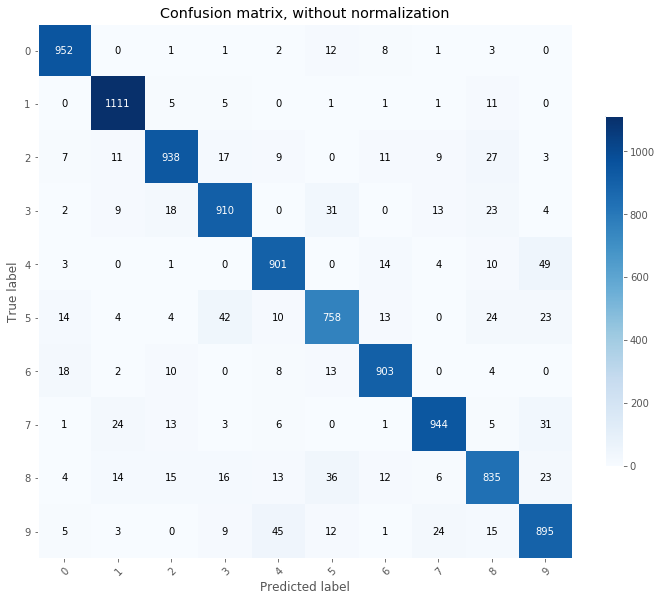 Confusion matrix, without normalization
0 952 0 1 1 2 12 8 1 3 0
1 0 1111 5 5 0 1 1 1 11 0
2 7 11 938 17 9 0 11 9 27 3
3 2 9 18 910 0 31 0 13 23 4
4 3 0 1 0 901 0 14 4 10 49
5 14 4 4 42 10 758 13 0 24 23
6 18 2 10 0 8 13 903 0 4 0
7 1 24 13 3 6 0 1 944 5 31
8 4 14 15 16 13 36 12 6 835 23
9 5 3 0 9 45 12 1 24 15 895
0 1 2 3 4 5 6 7 8 9
True label
Predicted label
1000
800
600
400
200
0